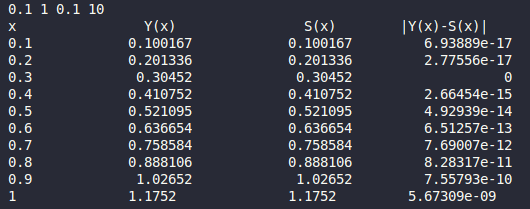 0.1 1 0.1 10
x Y(x) S(x) |Y(x)-S(x)|
0.1 0.100167 0.100167 6.93889e-17
0.2 0.201336 0.201336 2.77556e-17
0.3 0.30452 0.30452 0
0.4 0.410752 0.410752 2.66454e-15
0.5 0.521095 0.521095 4.92939e-14
0.6 0.636654 0.636654 6.51257e-13
0.7 0.758584 0.758584 7.69007e-12
0.8 0.888106 0.888106 8.28317e-11
0.9 1.02652 1.02652 7.55793e-10
1 1.1752 1.1752 5.67309e-09